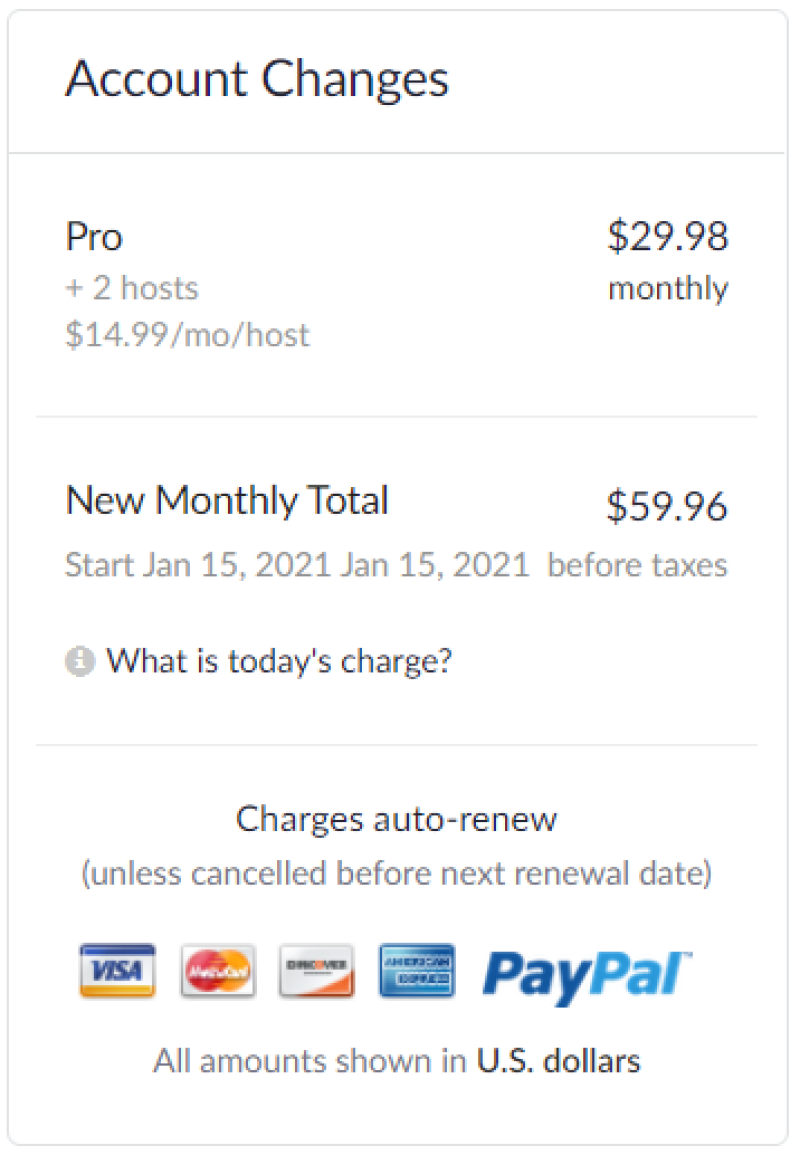 Account Changes
Pro
$29.98
+ 2 hosts
monthly
$14.99/mo/host
New Monthly Total
$59.96
Start Jan 15, 2021 Jan 15, 2021 before taxes
What is today's charge?
Charges auto-renew
(unless cancelled before next renewal date)
VISA MasterCard DISCOVER AMERICAN EXPRESS PayPal™
All amounts shown in U.S. dollars